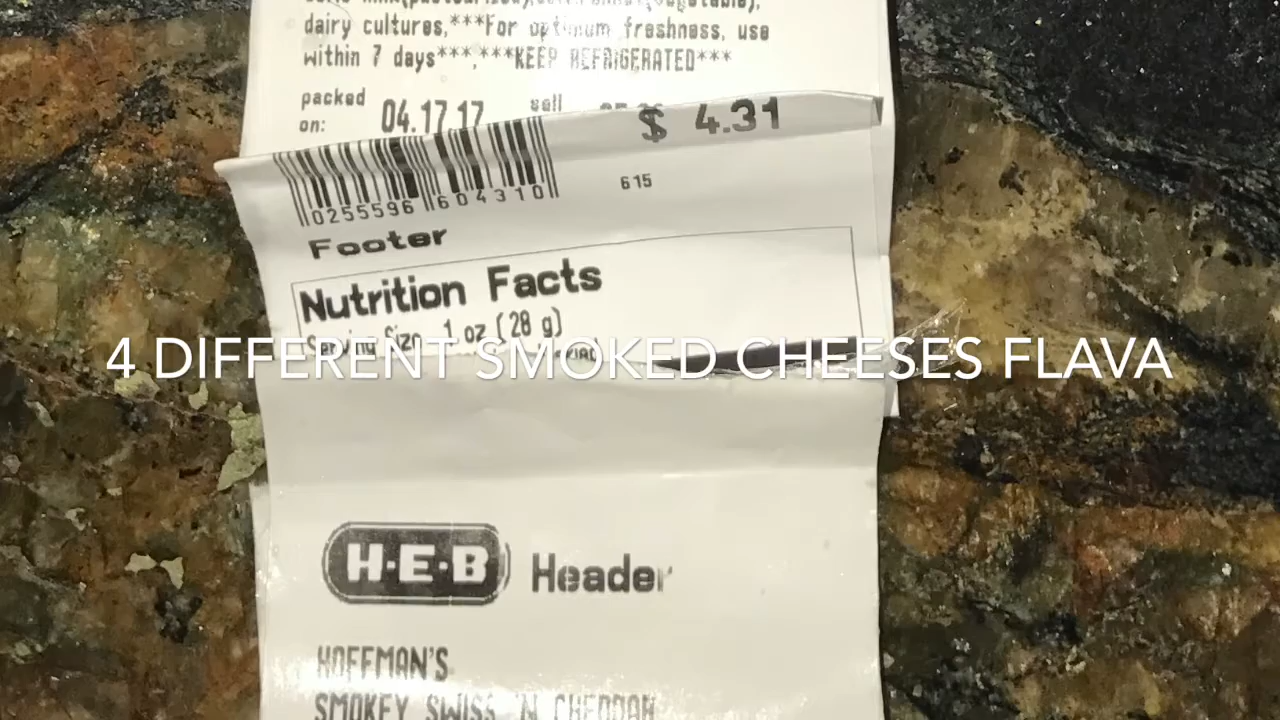 dairy cultures,***For optimum freshness, use
within 7 days***,***KEEP REFRIGERATED***
packed on: 04.17.17 sell
$ 4.31
0255596 604310
615
Footer
Nutrition Facts
Serving Size 1 oz (28 g)
4 DIFFERENT SMOKED CHEESES FLAVA
H-E-B Header
HOFFMAN'S
SMOKEY SWISS 'N CHEDDAR